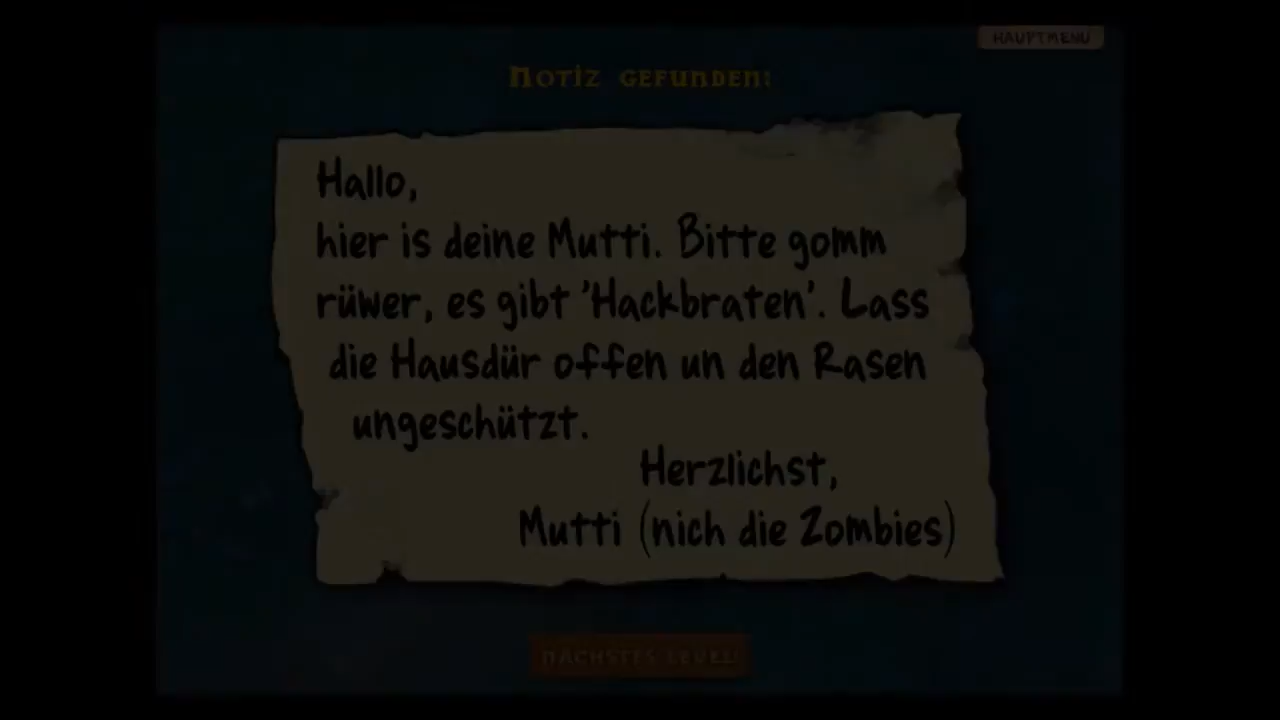 HAUPTMENÜ
NOTIZ GEFUNDEN:
Hallo,
hier is deine Mutti. Bitte gomm
rüwer, es gibt 'Hackbraten'. Lass
die Hausdür offen un den Rasen
ungeschützt.
Herzlichst,
Mutti (nich die Zombies)
NÄCHSTES LEVEL!